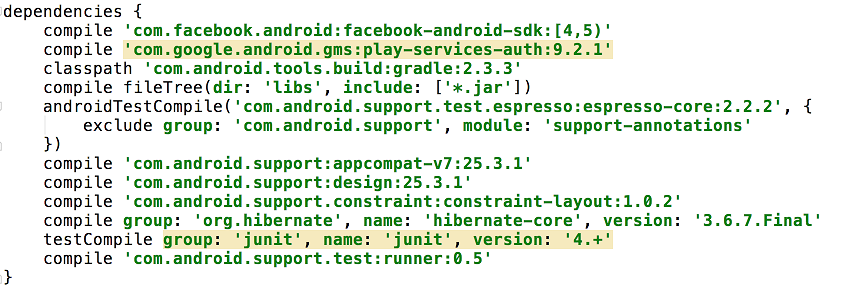 dependencies {
    compile 'com.facebook.android:facebook-android-sdk:[4,5)'
    compile 'com.google.android.gms:play-services-auth:9.2.1'
    classpath 'com.android.tools.build:gradle:2.3.3'
    compile fileTree(dir: 'libs', include: ['*.jar'])
    androidTestCompile('com.android.support.test.espresso:espresso-core:2.2.2', {
        exclude group: 'com.android.support', module: 'support-annotations'
    })
    compile 'com.android.support:appcompat-v7:25.3.1'
    compile 'com.android.support:design:25.3.1'
    compile 'com.android.support.constraint:constraint-layout:1.0.2'
    compile group: 'org.hibernate', name: 'hibernate-core', version: '3.6.7.Final'
    testCompile group: 'junit', name: 'junit', version: '4.+'
    compile 'com.android.support.test:runner:0.5'
}